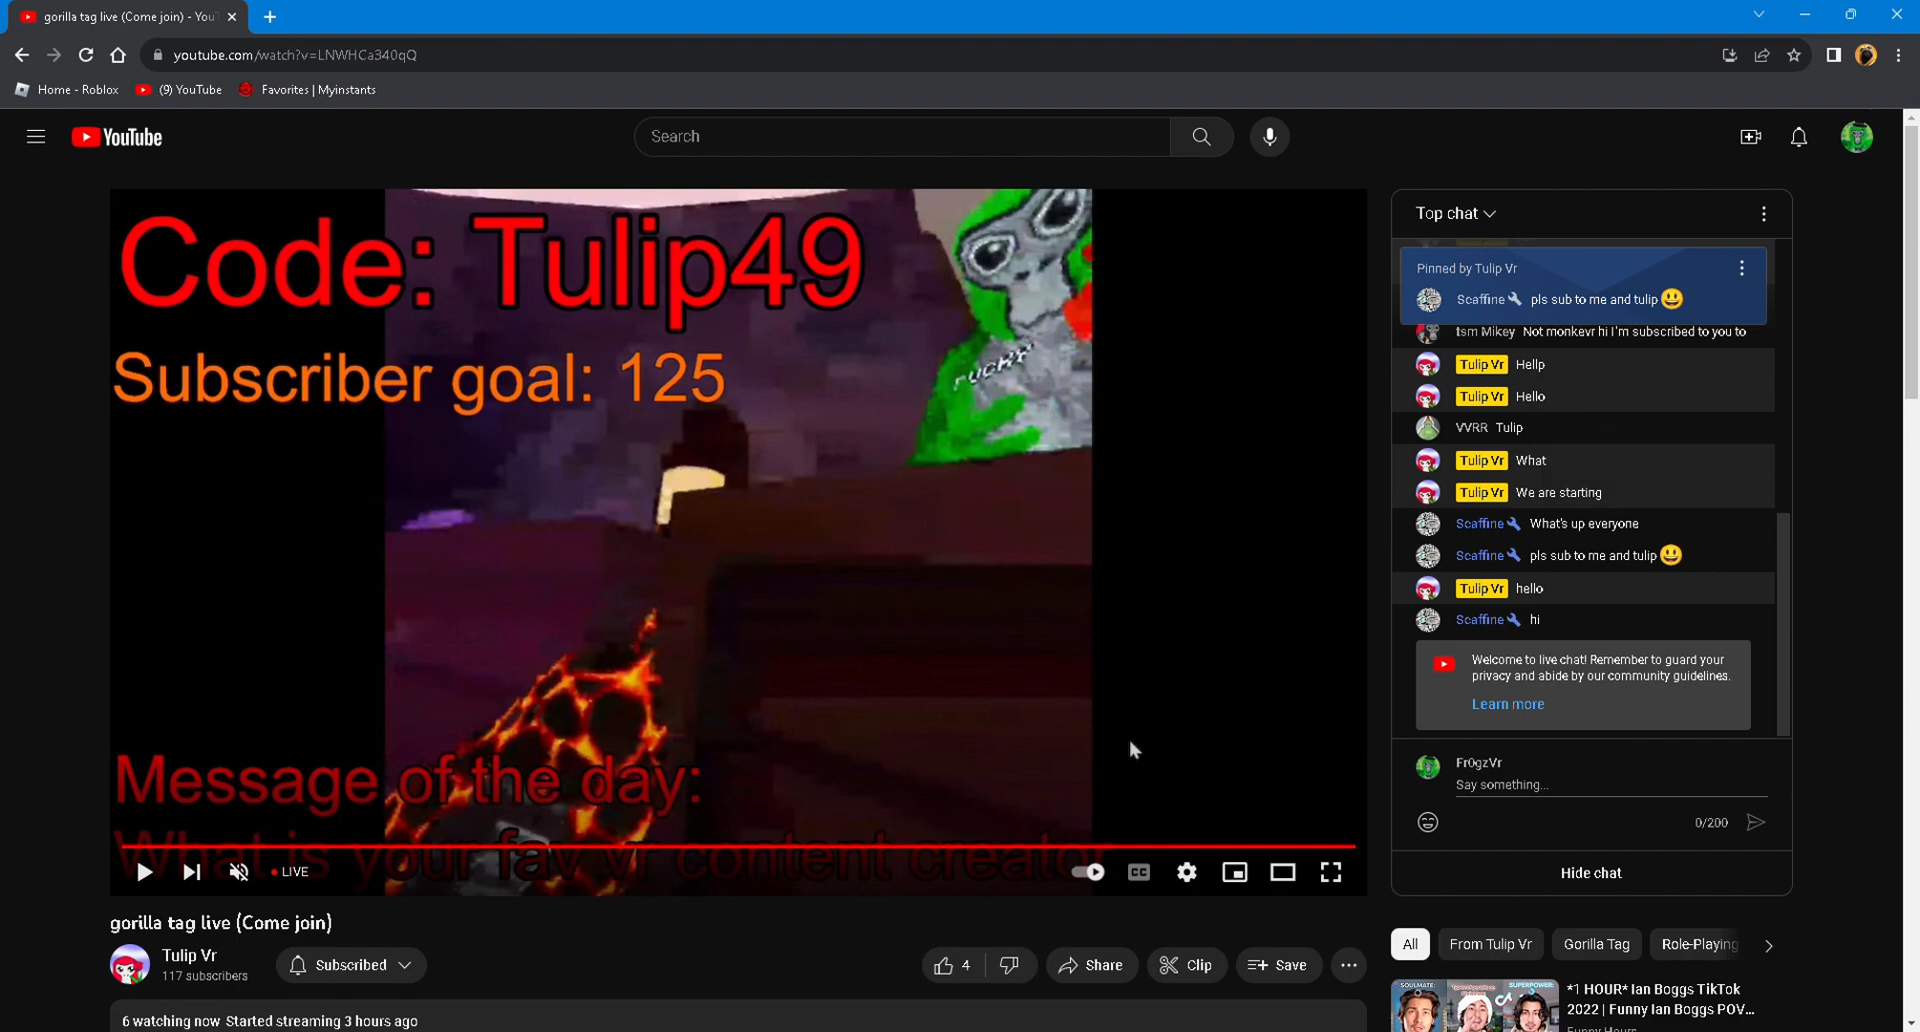 gorilla tag live (Come join) - You
youtube.com/watch?v=LNWHCa340qQ
Home - Roblox
(9) YouTube
Favorites | Myinstants
YouTube
Search
Code: Tulip49
Subscriber goal: 125
Message of the day:
What is your fav vr content creator
LIVE
CC
Top chat
Pinned by Tulip Vr
Scaffine pls sub to me and tulip 😃
tsm Mikey Not monkevr hi I'm subscribed to you to
Tulip Vr Hellp
Tulip Vr Hello
VVRR Tulip
Tulip Vr What
Tulip Vr We are starting
Scaffine What's up everyone
Scaffine pls sub to me and tulip 😃
Tulip Vr hello
Scaffine hi
Welcome to live chat! Remember to guard your
privacy and abide by our community guidelines.
Learn more
Fr0gzVr
Say something...
0/200
Hide chat
gorilla tag live (Come join)
Tulip Vr
117 subscribers
Subscribed
4
Share
Clip
Save
6 watching now Started streaming 3 hours ago
All
From Tulip Vr
Gorilla Tag
Role-Playing
SOULMATE:
SUPERPOWER:
*1 HOUR* Ian Boggs TikTok
2022 | Funny Ian Boggs POV...
Funny Hours